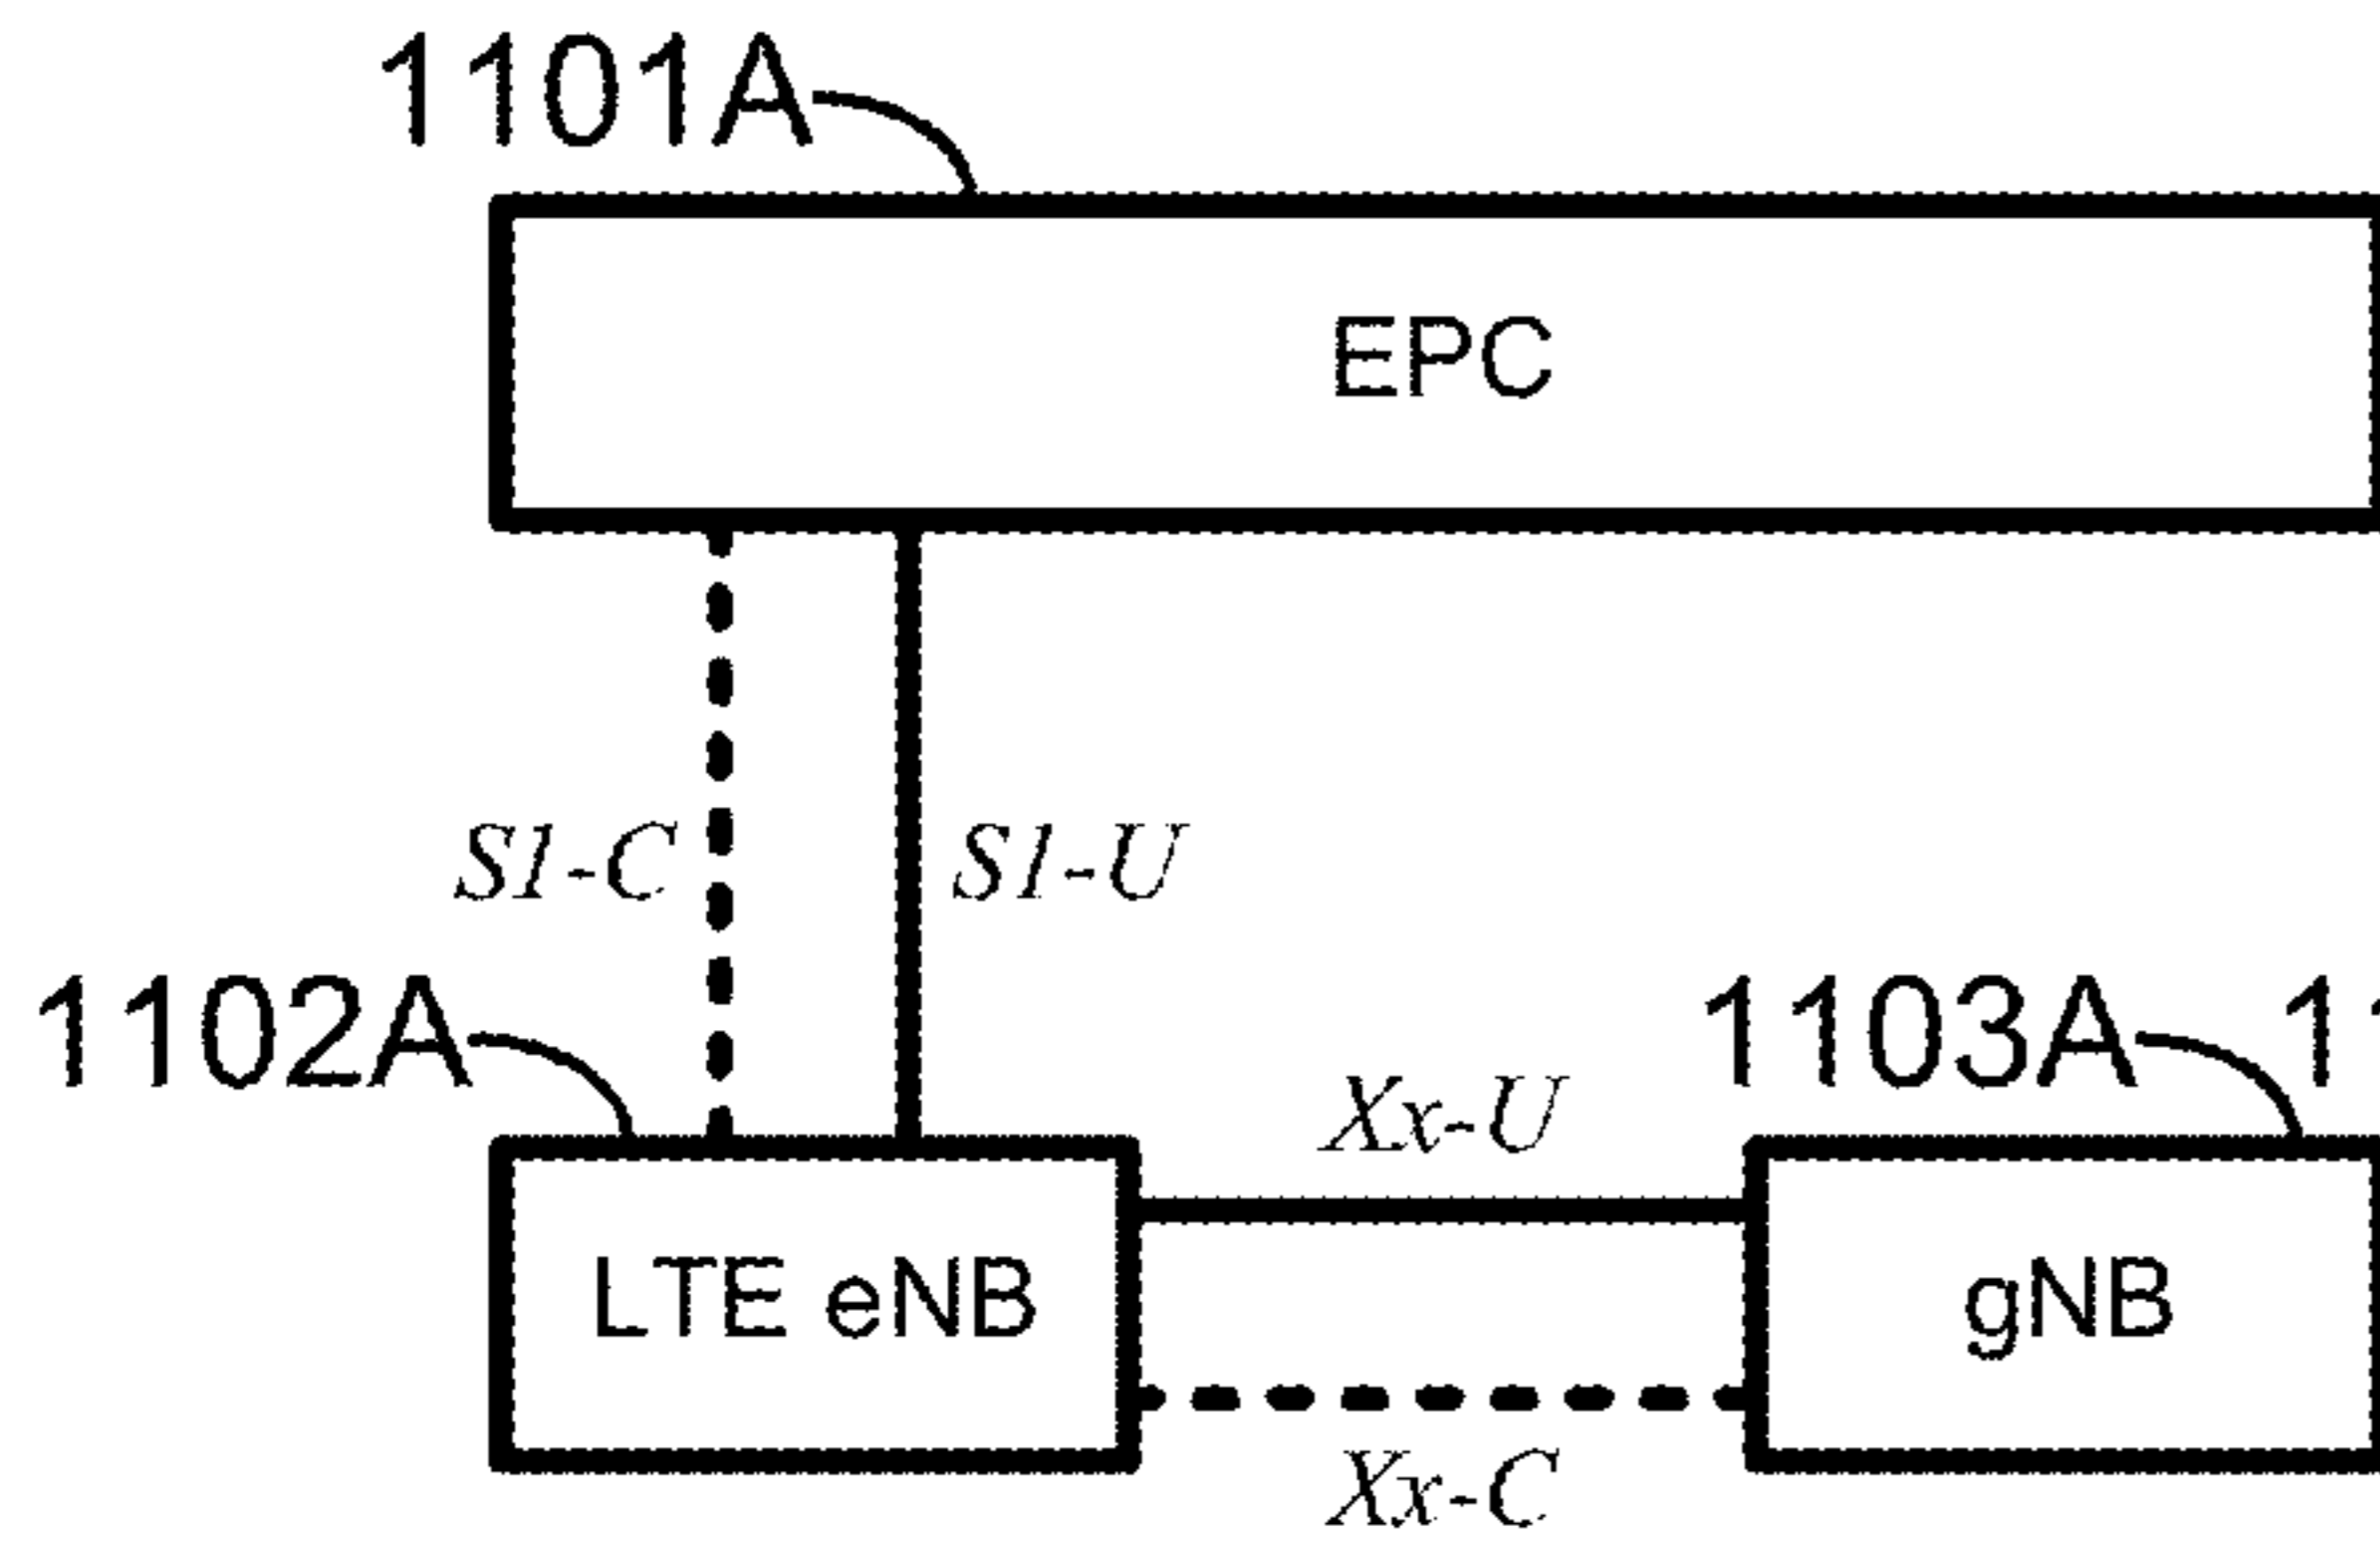 1101A
EPC
S1-C
S1-U
1102A
1103A
Xx-U
LTE eNB
gNB
Xx-C